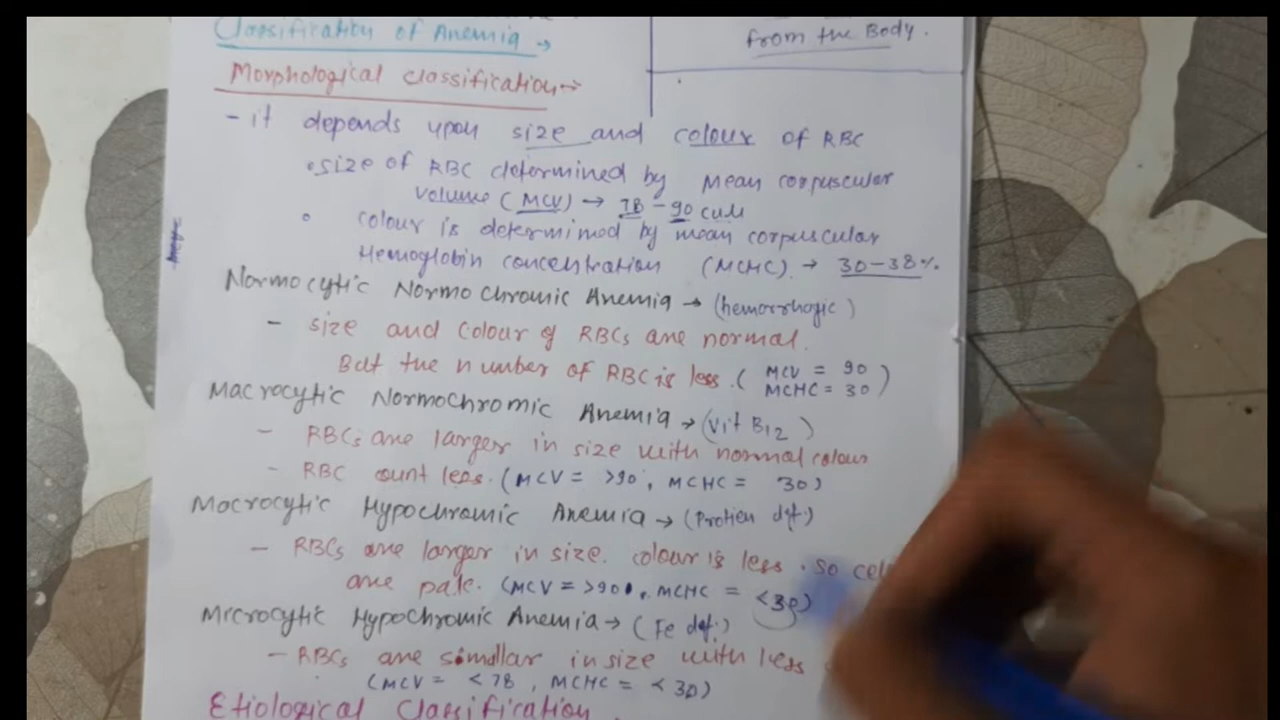 from the Body.
Classification of Anemia →
Morphological classification →
- it depends upon size and colour of RBC
• size of RBC determined by Mean corpuscular
Volume (MCV) → 78 - 90 cuu
• colour is determined by mean corpuscular
Hemoglobin concentration (MCHC) → 30-38%.
Normocytic Normochromic Anemia → (hemorrhagic)
- size and colour of RBCs are normal.
But the number of RBC is less. (MCV = 90
MCHC = 30)
Macrocytic Normochromic Anemia → (Vit B12)
- RBCs are larger in size with normal colour
- RBC count less. (MCV = >90, MCHC = 30)
Macrocytic Hypochromic Anemia → (Protien def.)
- RBCs are larger in size. colour is less. so cel
are pale. (MCV = >90, MCHC = <30)
Microcytic Hypochromic Anemia → (Fe def.)
- RBCs are simillar in size with less
(MCV = <78, MCHC = <30)
Etiological Classification